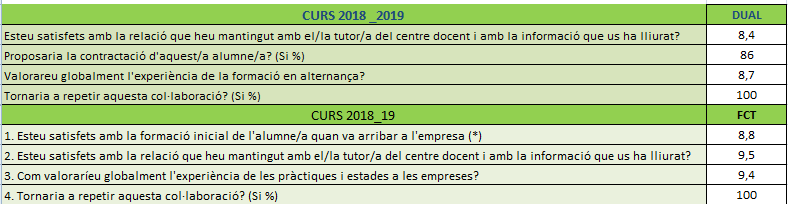 CURS 2018 _2019 DUAL
Esteu satisfets amb la relació que heu mantingut amb el/la tutor/a del centre docent i amb la informació que us ha lliurat? 8,4
Proposaria la contractació d'aquest/a alumne/a? (Si %) 86
Valorareu globalment l'experiència de la formació en alternança? 8,7
Tornaria a repetir aquesta col·laboració? (Si %) 100
CURS 2018_19 FCT
1. Esteu satisfets amb la formació inicial de l'alumne/a quan va arribar a l'empresa (*) 8,8
2. Esteu satisfets amb la relació que heu mantingut amb el/la tutor/a del centre docent i amb la informació que us ha lliurat? 9,5
3. Com valoraríeu globalment l'experiència de les pràctiques i estades a les empreses? 9,4
4. Tornaria a repetir aquesta col·laboració? (Si %) 100